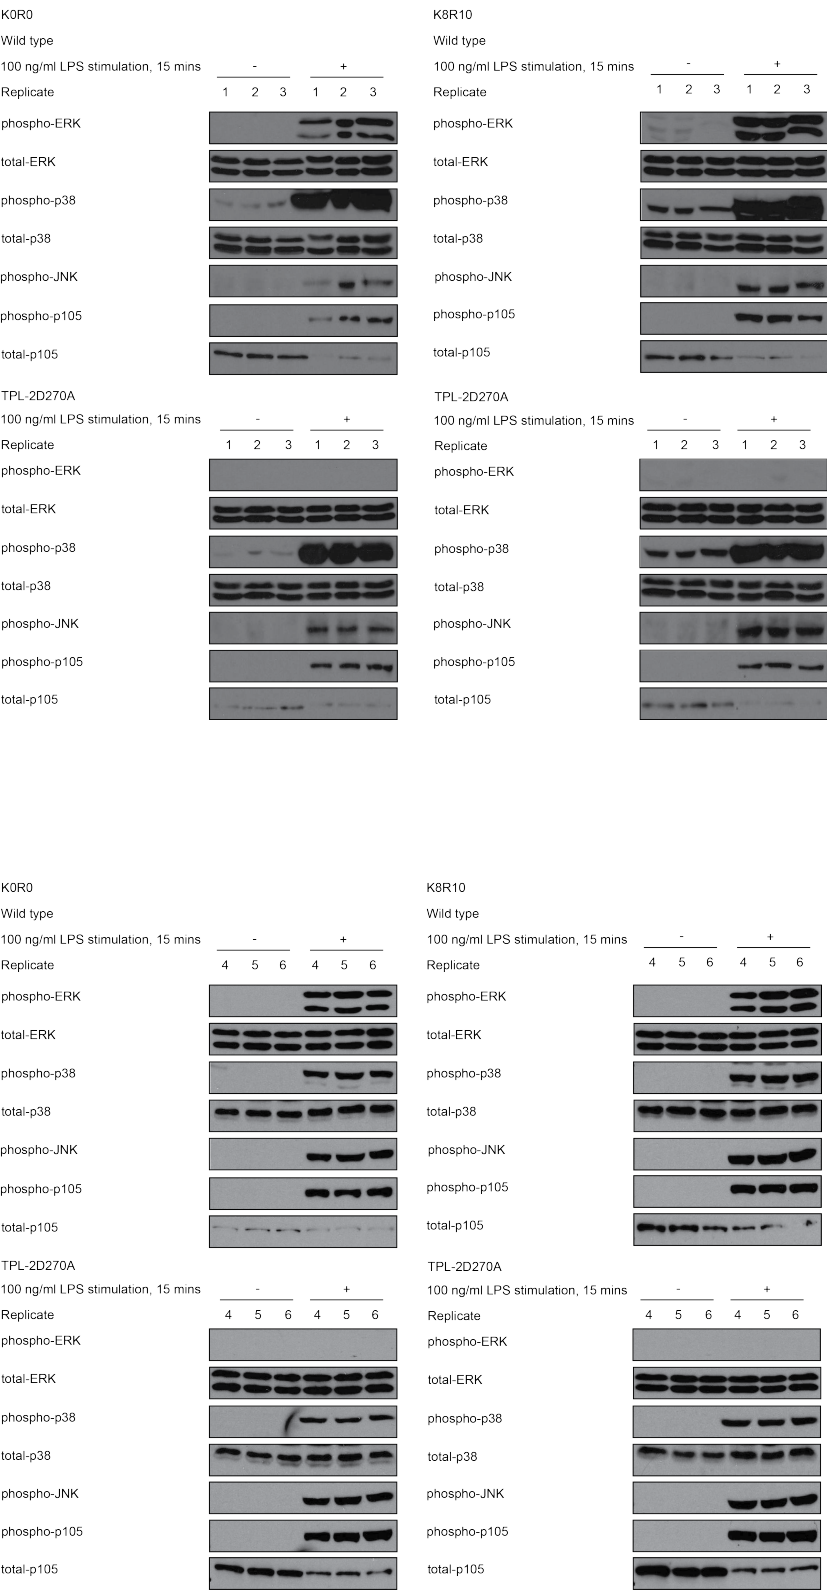 K0R0
Wild type
100 ng/ml LPS stimulation, 15 mins - +
Replicate 1 2 3 1 2 3
phospho-ERK
total-ERK
phospho-p38
total-p38
phospho-JNK
phospho-p105
total-p105
TPL-2D270A
100 ng/ml LPS stimulation, 15 mins - +
Replicate 1 2 3 1 2 3
phospho-ERK
total-ERK
phospho-p38
total-p38
phospho-JNK
phospho-p105
total-p105
K8R10
Wild type
100 ng/ml LPS stimulation, 15 mins - +
Replicate 1 2 3 1 2 3
phospho-ERK
total-ERK
phospho-p38
total-p38
phospho-JNK
phospho-p105
total-p105
TPL-2D270A
100 ng/ml LPS stimulation, 15 mins - +
Replicate 1 2 3 1 2 3
phospho-ERK
total-ERK
phospho-p38
total-p38
phospho-JNK
phospho-p105
total-p105
K0R0
Wild type
100 ng/ml LPS stimulation, 15 mins - +
Replicate 4 5 6 4 5 6
phospho-ERK
total-ERK
phospho-p38
total-p38
phospho-JNK
phospho-p105
total-p105
TPL-2D270A
100 ng/ml LPS stimulation, 15 mins - +
Replicate 4 5 6 4 5 6
phospho-ERK
total-ERK
phospho-p38
total-p38
phospho-JNK
phospho-p105
total-p105
K8R10
Wild type
100 ng/ml LPS stimulation, 15 mins - +
Replicate 4 5 6 4 5 6
phospho-ERK
total-ERK
phospho-p38
total-p38
phospho-JNK
phospho-p105
total-p105
TPL-2D270A
100 ng/ml LPS stimulation, 15 mins - +
Replicate 4 5 6 4 5 6
phospho-ERK
total-ERK
phospho-p38
total-p38
phospho-JNK
phospho-p105
total-p105